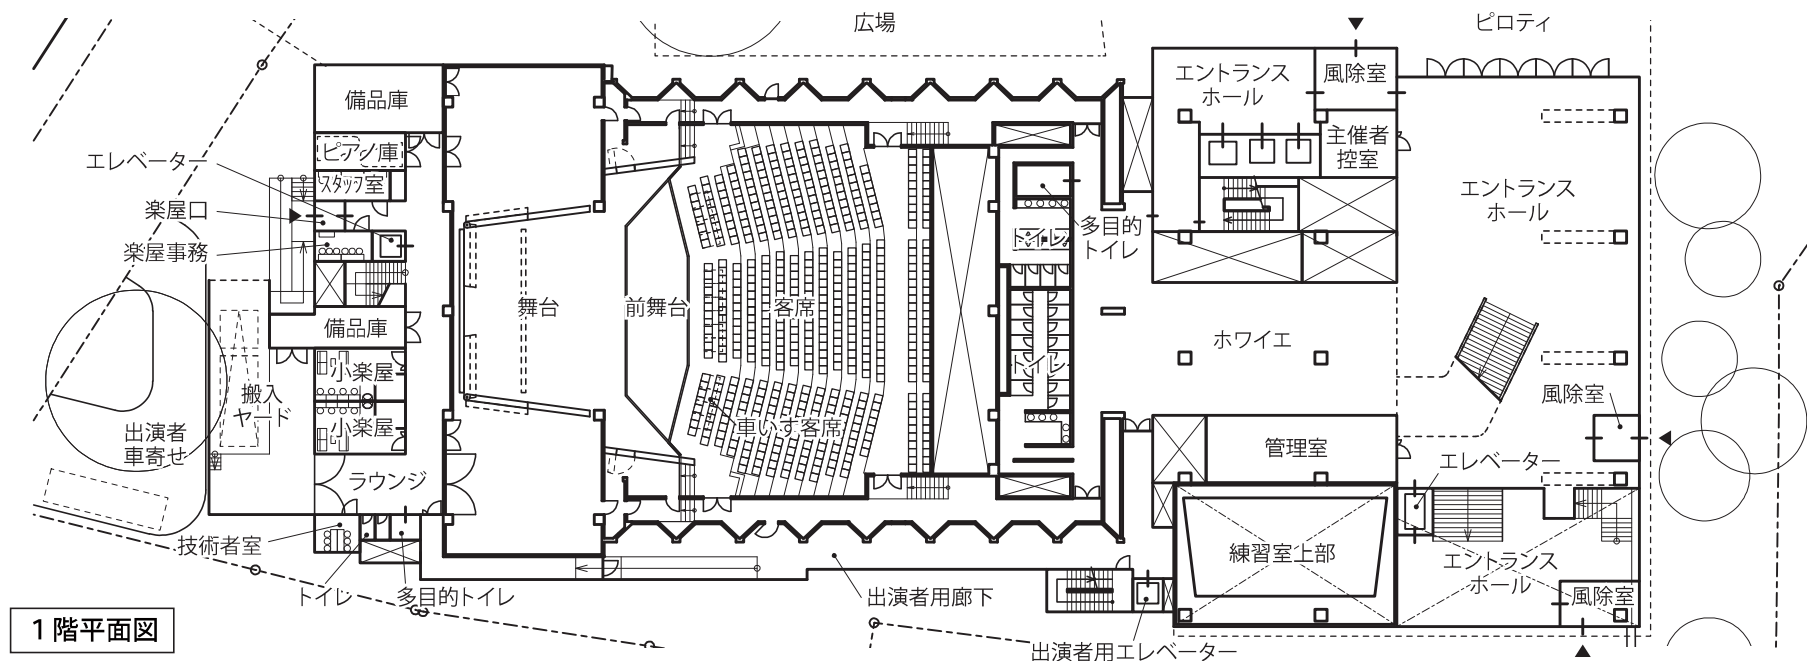 広場
ピロティ
エントランス
ホール
風除室
備品庫
主催者
控室
ピアノ庫
エレベーター
スタッフ室
エントランス
ホール
楽屋口
多目的
トイレ
トイレ
楽屋事務
舞台
前舞台
客席
備品庫
ホワイエ
小楽屋
トイレ
搬入
ヤード
風除室
小楽屋
車いす客席
出演者
車寄せ
管理室
エレベーター
ラウンジ
技術者室
練習室上部
エントランス
ホール
トイレ
多目的トイレ
出演者用廊下
風除室
1階平面図
出演者用エレベーター